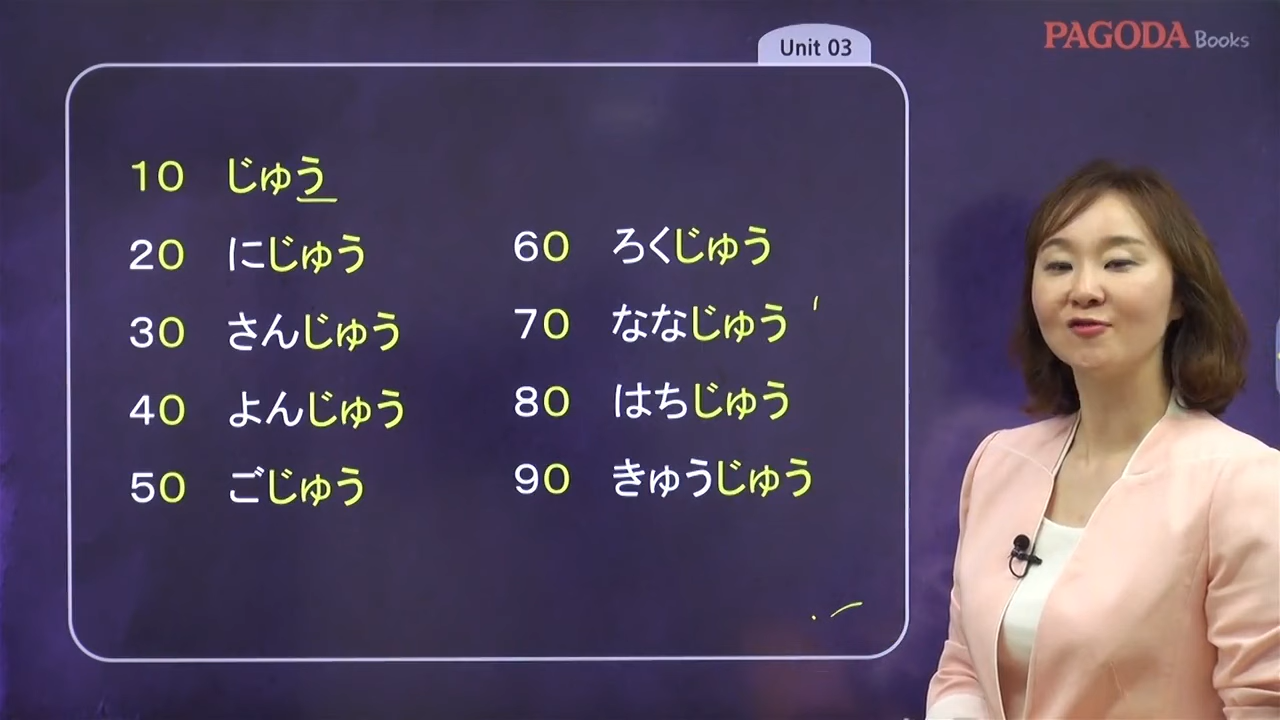 PAGODA Books
Unit 03
10 じゅう
20 にじゅう
30 さんじゅう
40 よんじゅう
50 ごじゅう
60 ろくじゅう
70 ななじゅう
80 はちじゅう
90 きゅうじゅう